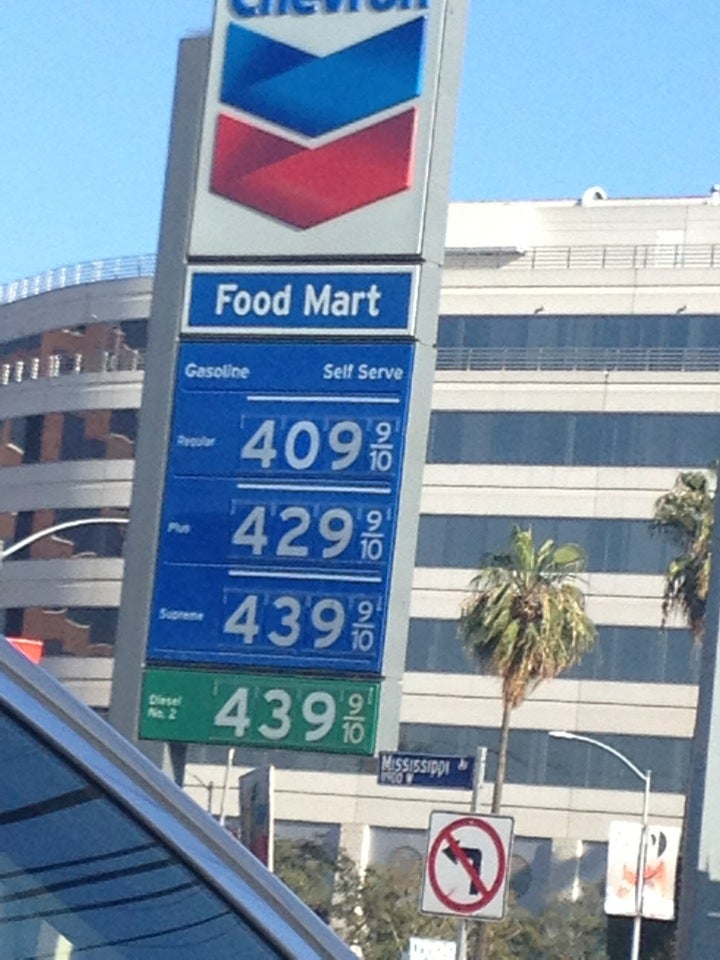 Chevron
Food Mart
Gasoline Self Serve
Regular 409 9/10
Plus 429 9/10
Supreme 439 9/10
Diesel
No. 2 439 9/10
Mississippi